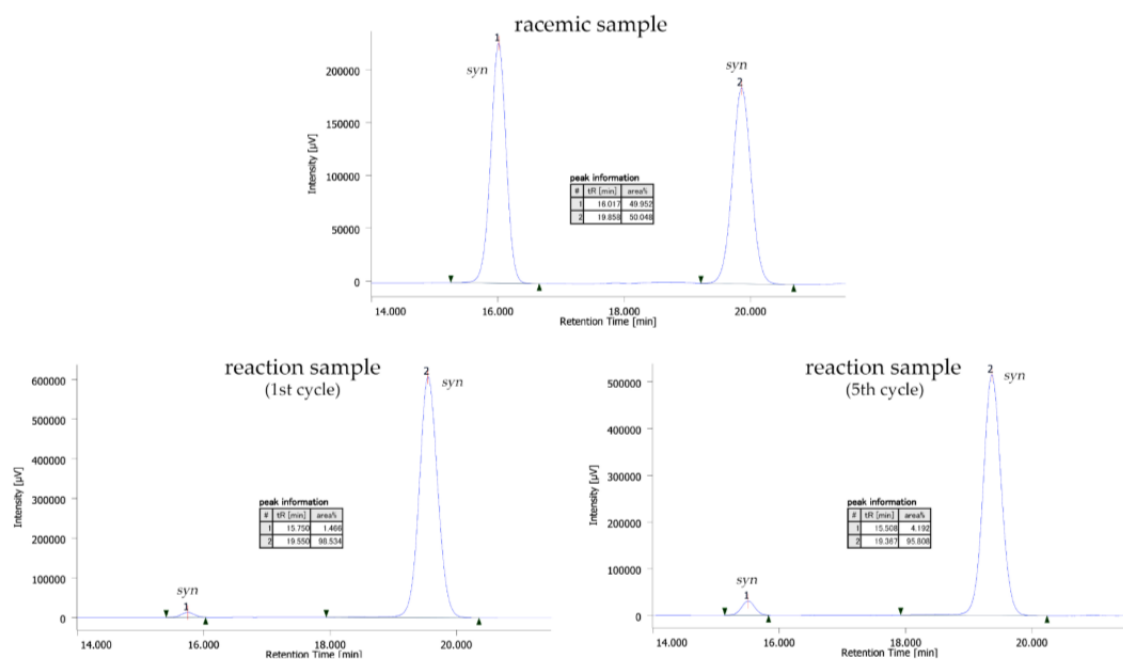 racemic sample
1
syn
syn
2
200000
150000
100000
50000
0
Intensity [µV]
peak information
# tR [min] area%
1 16.017 49.952
2 19.858 50.048
14.000 16.000 18.000 20.000
Retention Time [min]
reaction sample
(1st cycle)
2
syn
600000
500000
400000
300000
200000
100000
0
Intensity [µV]
peak information
# tR [min] area%
1 15.750 1.466
2 19.550 98.534
syn
1
14.000 16.000 18.000 20.000
Retention Time [min]
reaction sample
(5th cycle)
2
syn
500000
400000
300000
200000
100000
0
Intensity [µV]
peak information
# tR [min] area%
1 15.508 4.192
2 19.367 95.808
syn
1
14.000 16.000 18.000 20.000
Retention Time [min]